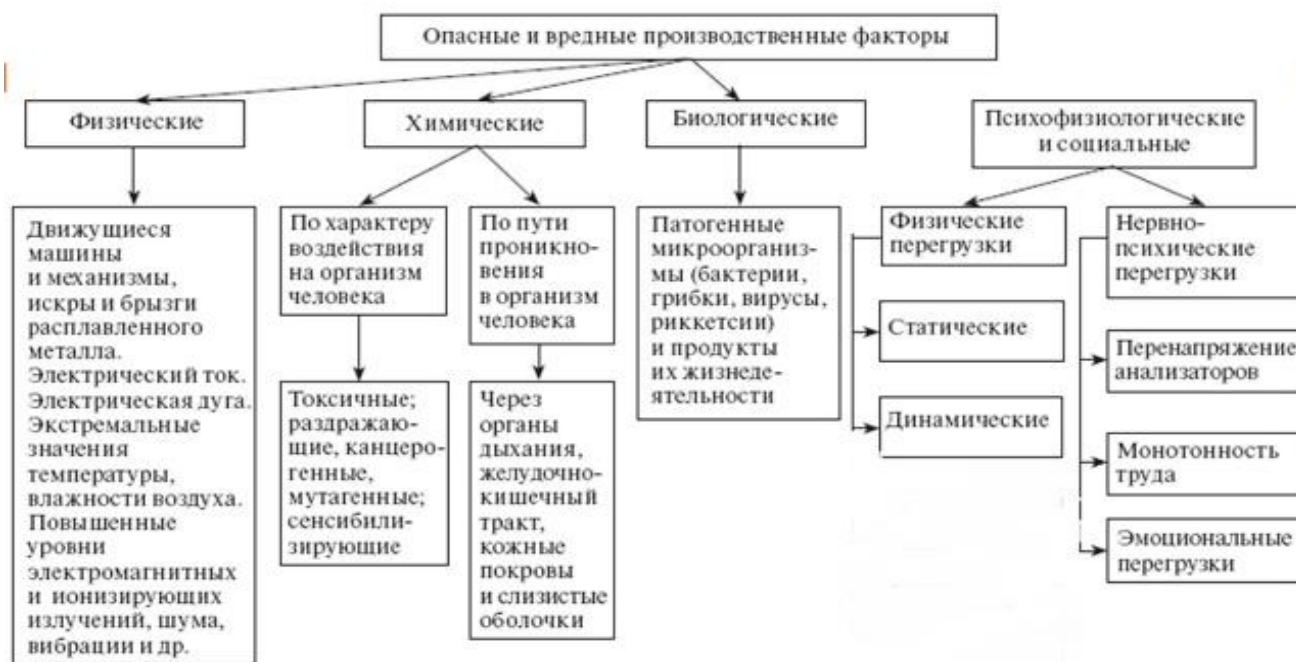 Опасные и вредные производственные факторы
Физические
Химические
Биологические
Психофизиологические
и социальные
Движущиеся
машины
и механизмы,
искры и брызги
расплавленного
металла.
Электрический ток.
Электрическая дуга.
Экстремальные
значения
температуры,
влажности воздуха.
Повышенные
уровни
электромагнитных
и ионизирующих
излучений, шума,
вибрации и др.
По характеру
воздействия
на организм
человека
По пути
проникно-
вения
в организм
человека
Токсичные;
раздражаю-
щие, канцеро-
генные,
мутагенные;
сенсибили-
зирующие
Через
органы
дыхания,
желудочно-
кишечный
тракт,
кожные
покровы
и слизистые
оболочки
Патогенные
микроорганиз-
мы (бактерии,
грибки, вирусы,
риккетсии)
и продукты
их жизнеде-
ятельности
Физические
перегрузки
Статические
Динамические
Нервно-
психические
перегрузки
Перенапряжение
анализаторов
Монотонность
труда
Эмоциональные
перегрузки